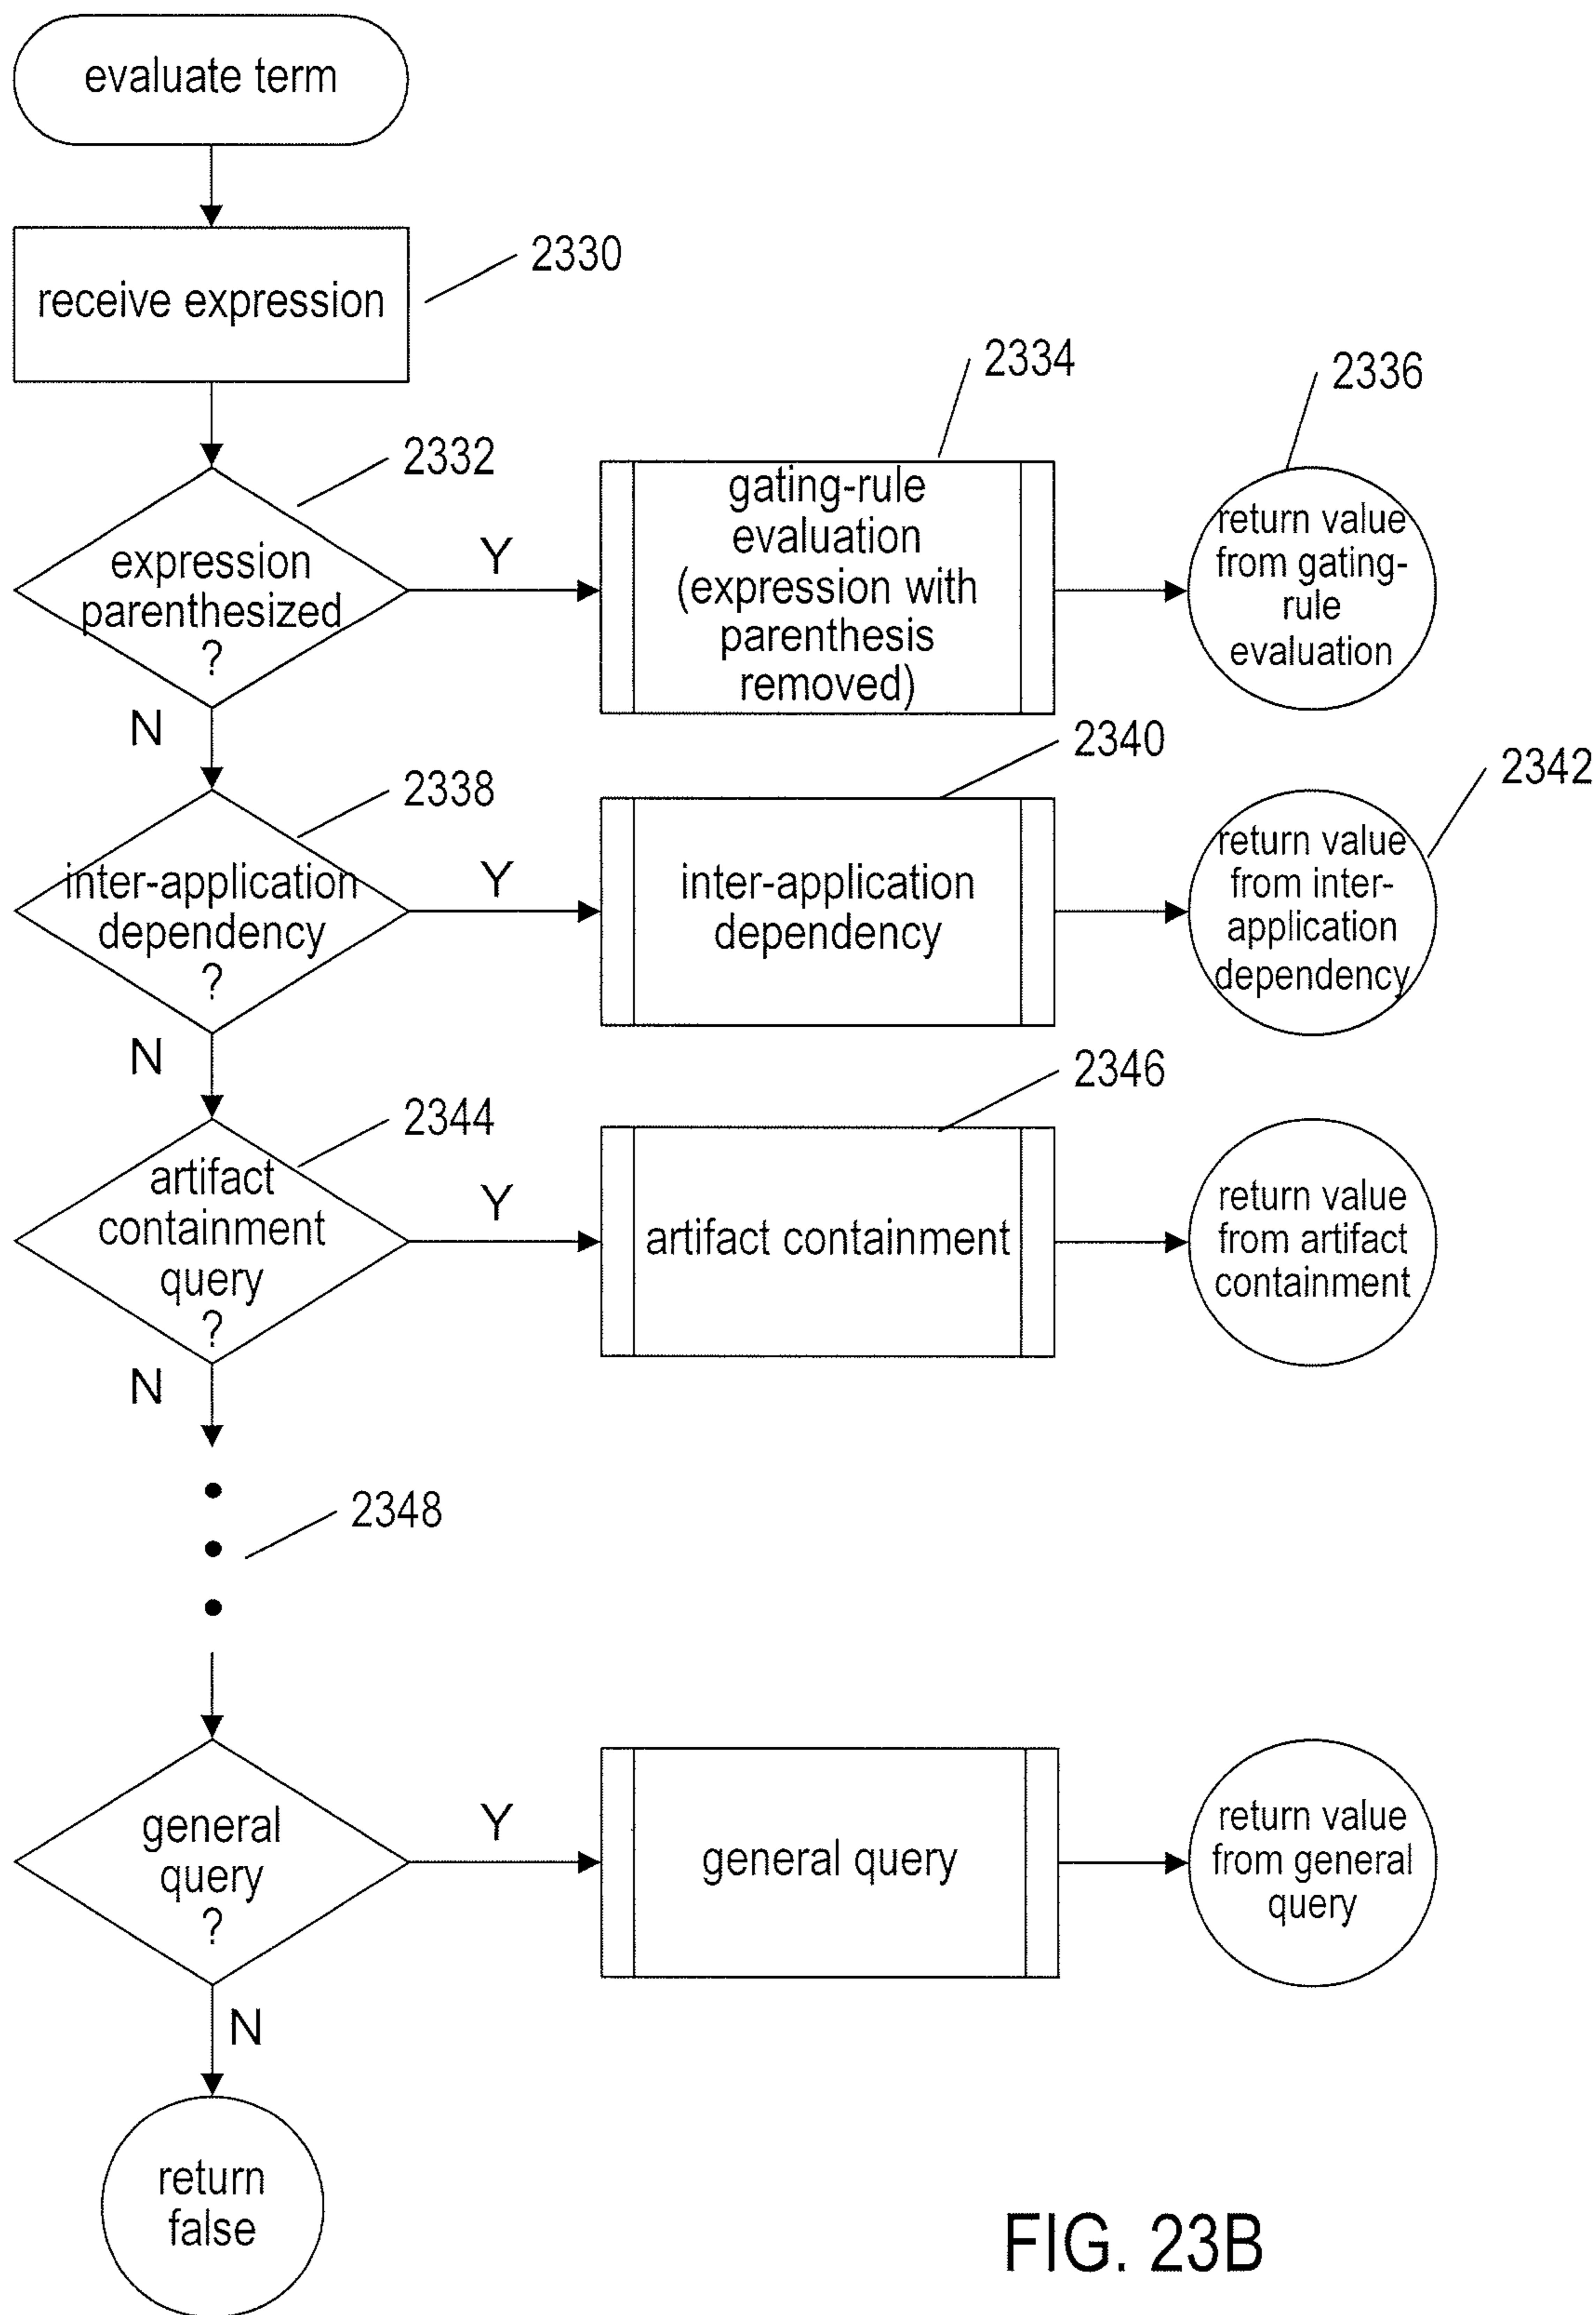 evaluate term
receive expression
2330
2332
expression
parenthesized
?
Y
N
2334
gating-rule
evaluation
(expression with
parenthesis
removed)
2336
return value
from gating-
rule
evaluation
2338
inter-application
dependency
?
Y
N
2340
inter-application
dependency
2342
return value
from inter-
application
dependency
2344
artifact
containment
query
?
Y
N
2346
artifact containment
return value
from artifact
containment
2348
general
query
?
Y
N
general query
return value
from general
query
return
false
FIG. 23B